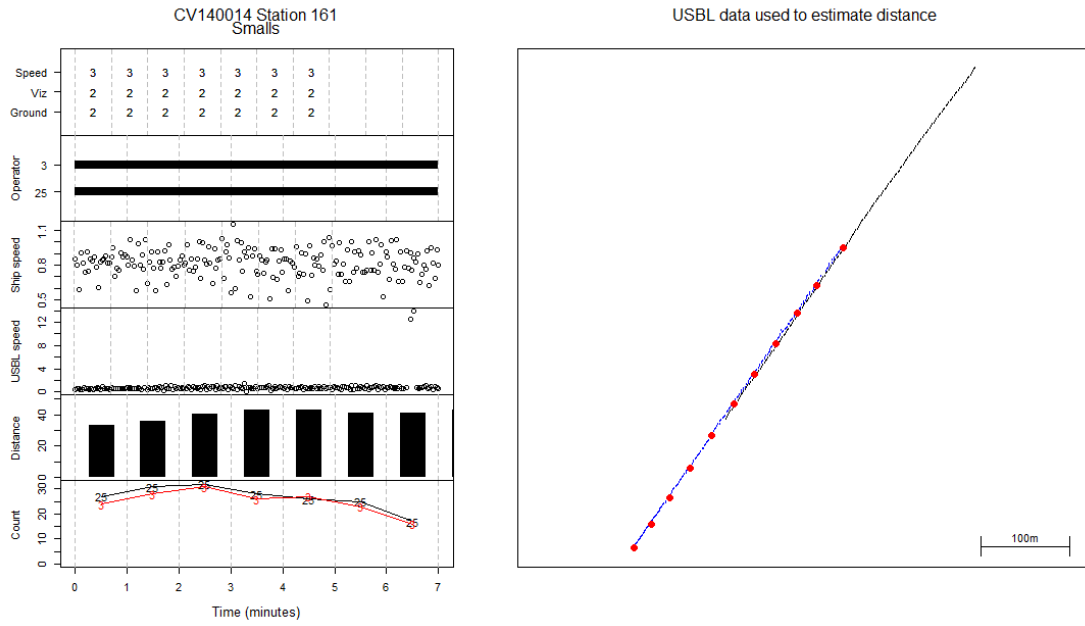 CV140014 Station 161
Smalls
USBL data used to estimate distance
Speed 3 3 3 3 3 3 3
Viz 2 2 2 2 2 2 2
Ground 2 2 2 2 2 2 2
Operator
3
25
Ship speed
1.1
0.8
0.5
USBL speed
12
8
4
0
Distance
40
20
0
Count
30
20
10
0
25 25 25 25 25 25 25
3 3 3 3 3 3 3
0 1 2 3 4 5 6 7
Time (minutes)
100m